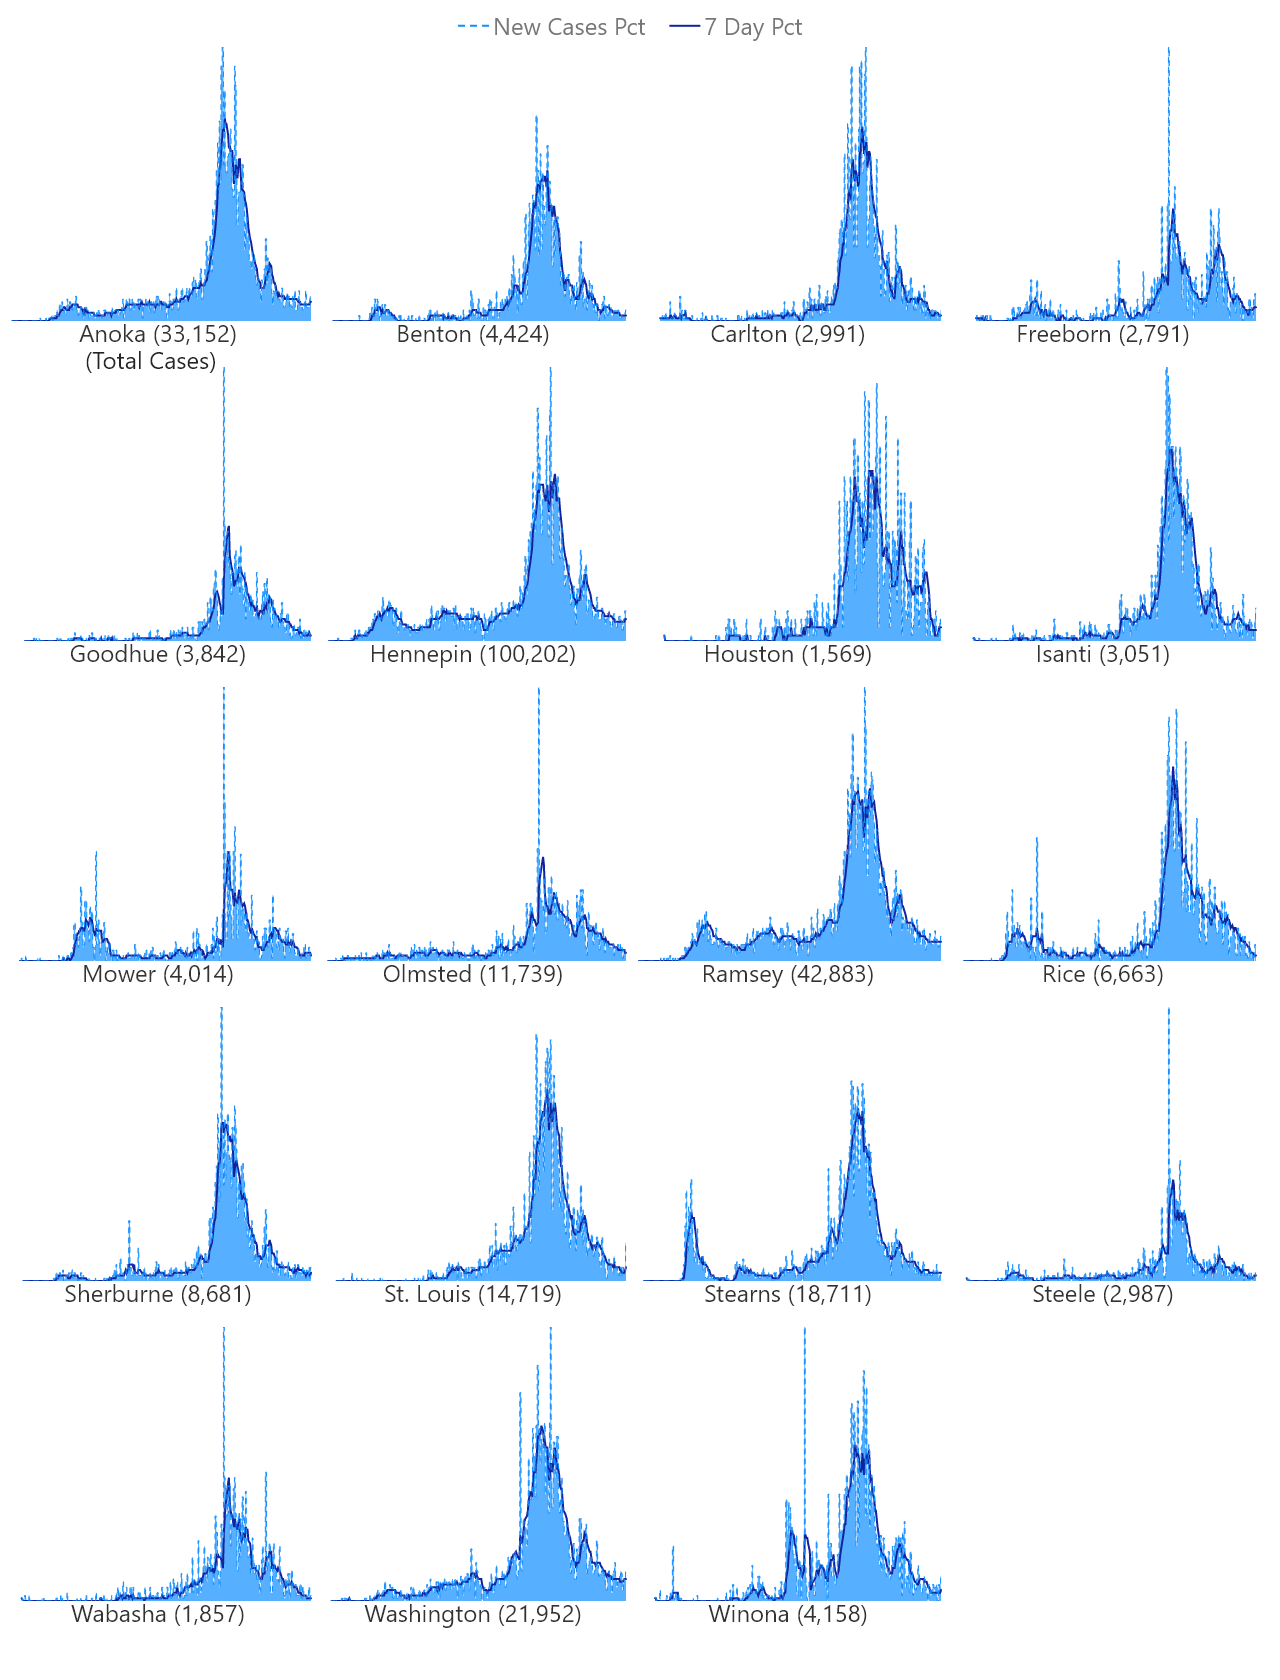 New Cases Pct 7 Day Pct
Anoka (33,152) Benton (4,424) Carlton (2,991) Freeborn (2,791)
(Total Cases)
Goodhue (3,842) Hennepin (100,202) Houston (1,569) Isanti (3,051)
Mower (4,014) Olmsted (11,739) Ramsey (42,883) Rice (6,663)
Sherburne (8,681) St. Louis (14,719) Stearns (18,711) Steele (2,987)
Wabasha (1,857) Washington (21,952) Winona (4,158)